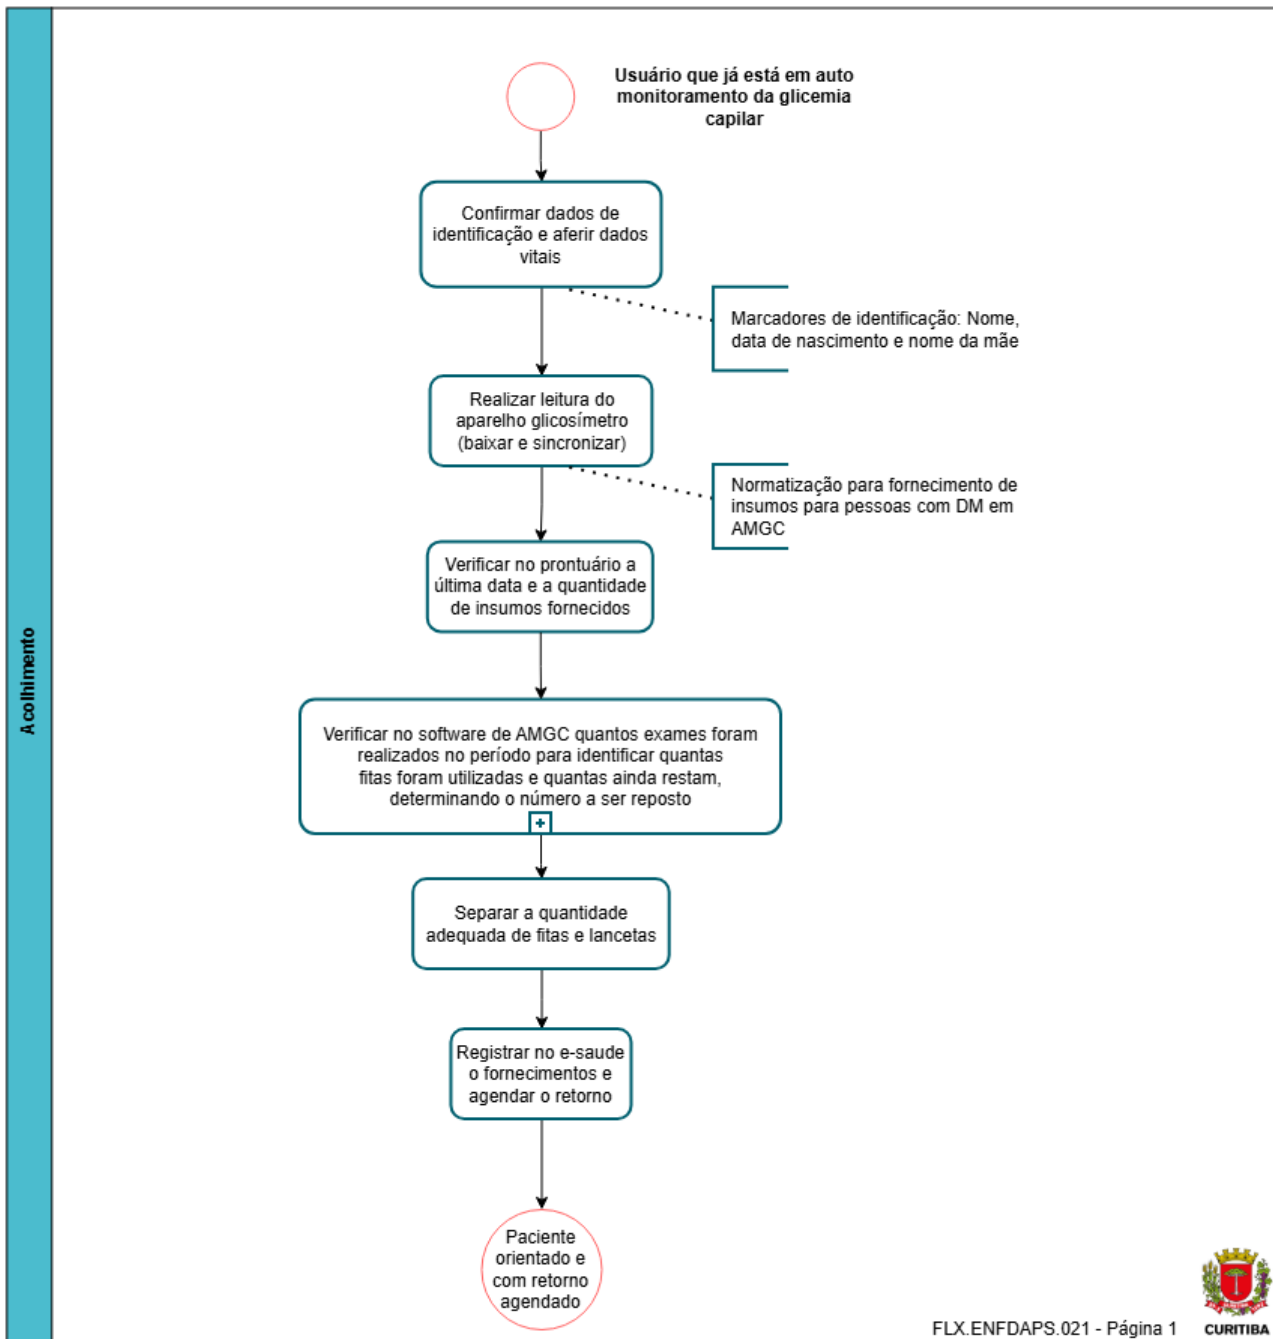 Acolhimento
Usuário que já está em auto
monitoramento da glicemia
capilar
Confirmar dados de
identificação e aferir dados
vitais
Marcadores de identificação: Nome,
data de nascimento e nome da mãe
Realizar leitura do
aparelho glicosímetro
(baixar e sincronizar)
Normatização para fornecimento de
insumos para pessoas com DM em
AMGC
Verificar no prontuário a
última data e a quantidade
de insumos fornecidos
Verificar no software de AMGC quantos exames foram
realizados no período para identificar quantas
fitas foram utilizadas e quantas ainda restam,
determinando o número a ser reposto
+
Separar a quantidade
adequada de fitas e lancetas
Registrar no e-saude
o fornecimentos e
agendar o retorno
Paciente
orientado e
com retorno
agendado
FLX.ENFDAPS.021 - Página 1
CURITIBA